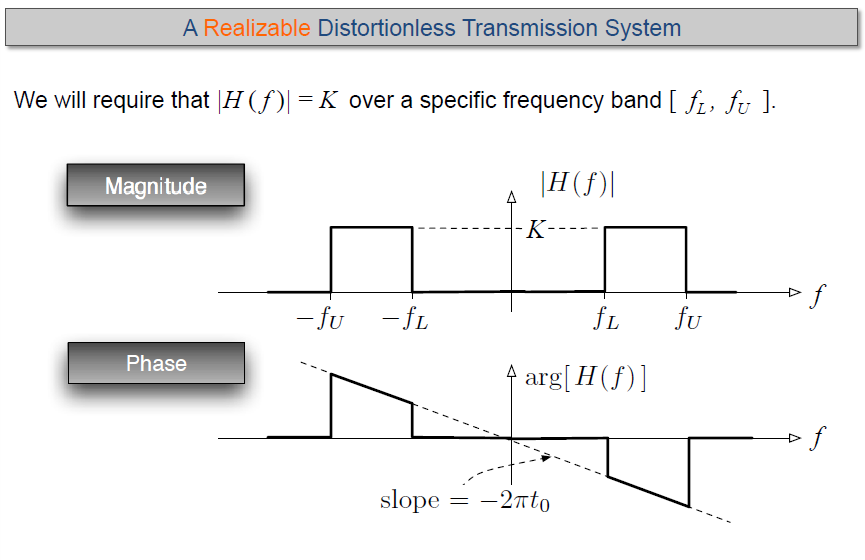 A Realizable Distortionless Transmission System
We will require that |H(f)| = K over a specific frequency band [ f_L, f_U ].
Magnitude
|H(f)|
K
f
−f_U
−f_L
f_L
f_U
Phase
arg[H(f)]
f
slope = −2πt_0